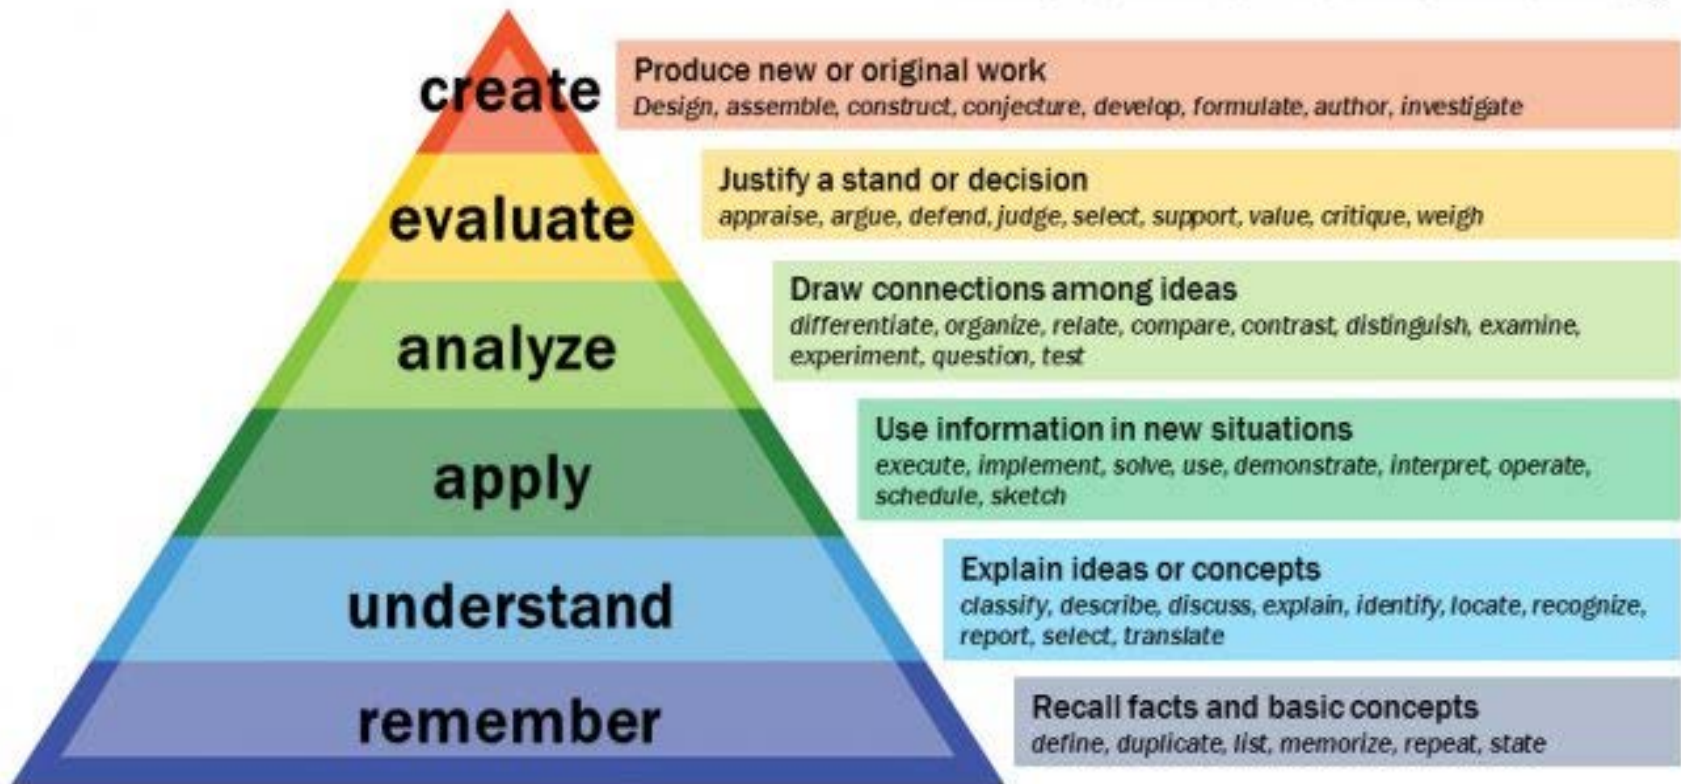 create
Produce new or original work
Design, assemble, construct, conjecture, develop, formulate, author, investigate
evaluate
Justify a stand or decision
appraise, argue, defend, judge, select, support, value, critique, weigh
analyze
Draw connections among ideas
differentiate, organize, relate, compare, contrast, distinguish, examine,
experiment, question, test
apply
Use information in new situations
execute, implement, solve, use, demonstrate, interpret, operate,
schedule, sketch
understand
Explain ideas or concepts
classify, describe, discuss, explain, identify, locate, recognize,
report, select, translate
remember
Recall facts and basic concepts
define, duplicate, list, memorize, repeat, state